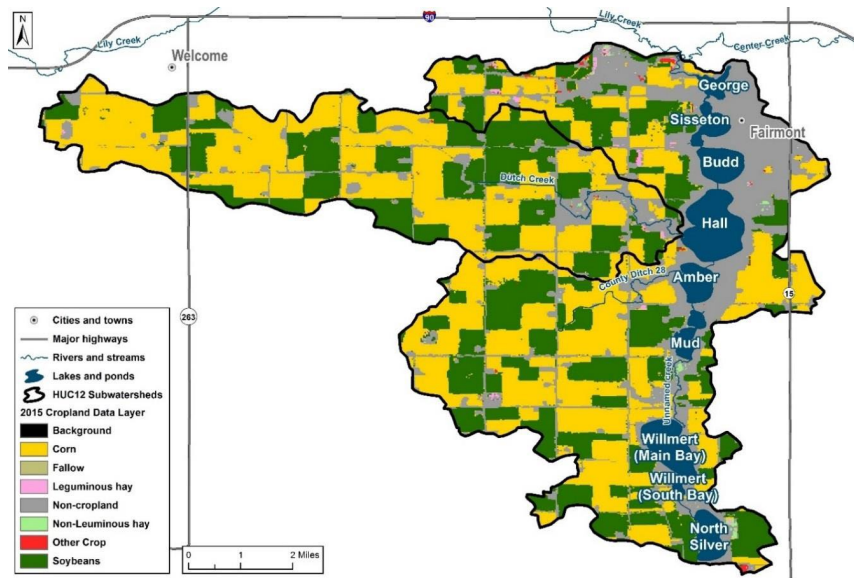 N
Lily Creek
90
Lily Creek
Center Creek
Welcome
George
Sisseton
Fairmont
Budd
Dutch Creek
Hall
County Ditch 28
Amber
15
263
Mud
Unnamed Creek
Willmert
(Main Bay)
Willmert
(South Bay)
North
Silver
Cities and towns
Major highways
Rivers and streams
Lakes and ponds
HUC12 Subwatersheds
2015 Cropland Data Layer
Background
Corn
Fallow
Leguminous hay
Non-cropland
Non-Leuminous hay
Other Crop
Soybeans
0 1 2 Miles